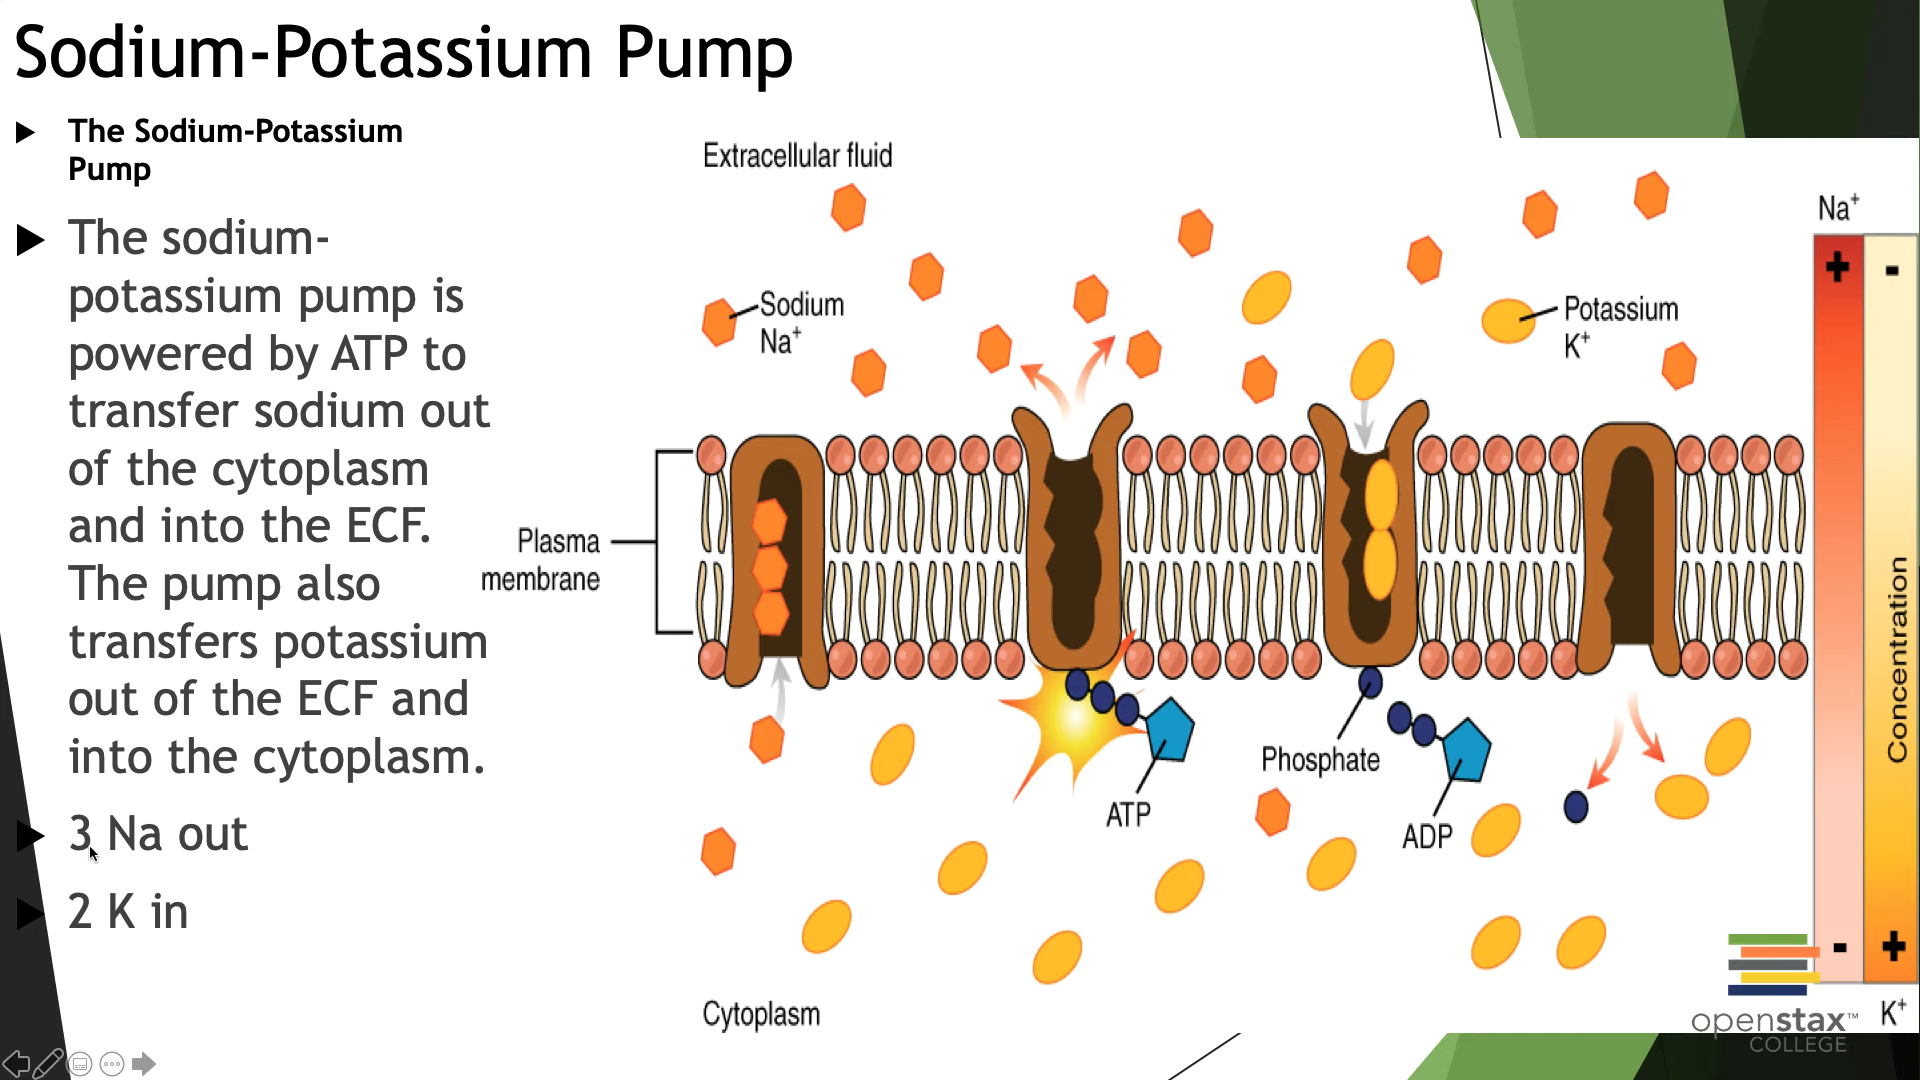 Sodium-Potassium Pump
The Sodium-Potassium
Pump
The sodium-
potassium pump is
powered by ATP to
transfer sodium out
of the cytoplasm
and into the ECF.
The pump also
transfers potassium
out of the ECF and
into the cytoplasm.
3 Na out
2 K in
Extracellular fluid
Sodium
Na⁺
Potassium
K⁺
Plasma
membrane
ATP
Phosphate
ADP
Cytoplasm
Na⁺
+ -
Concentration
- +
K⁺
openstax™
COLLEGE